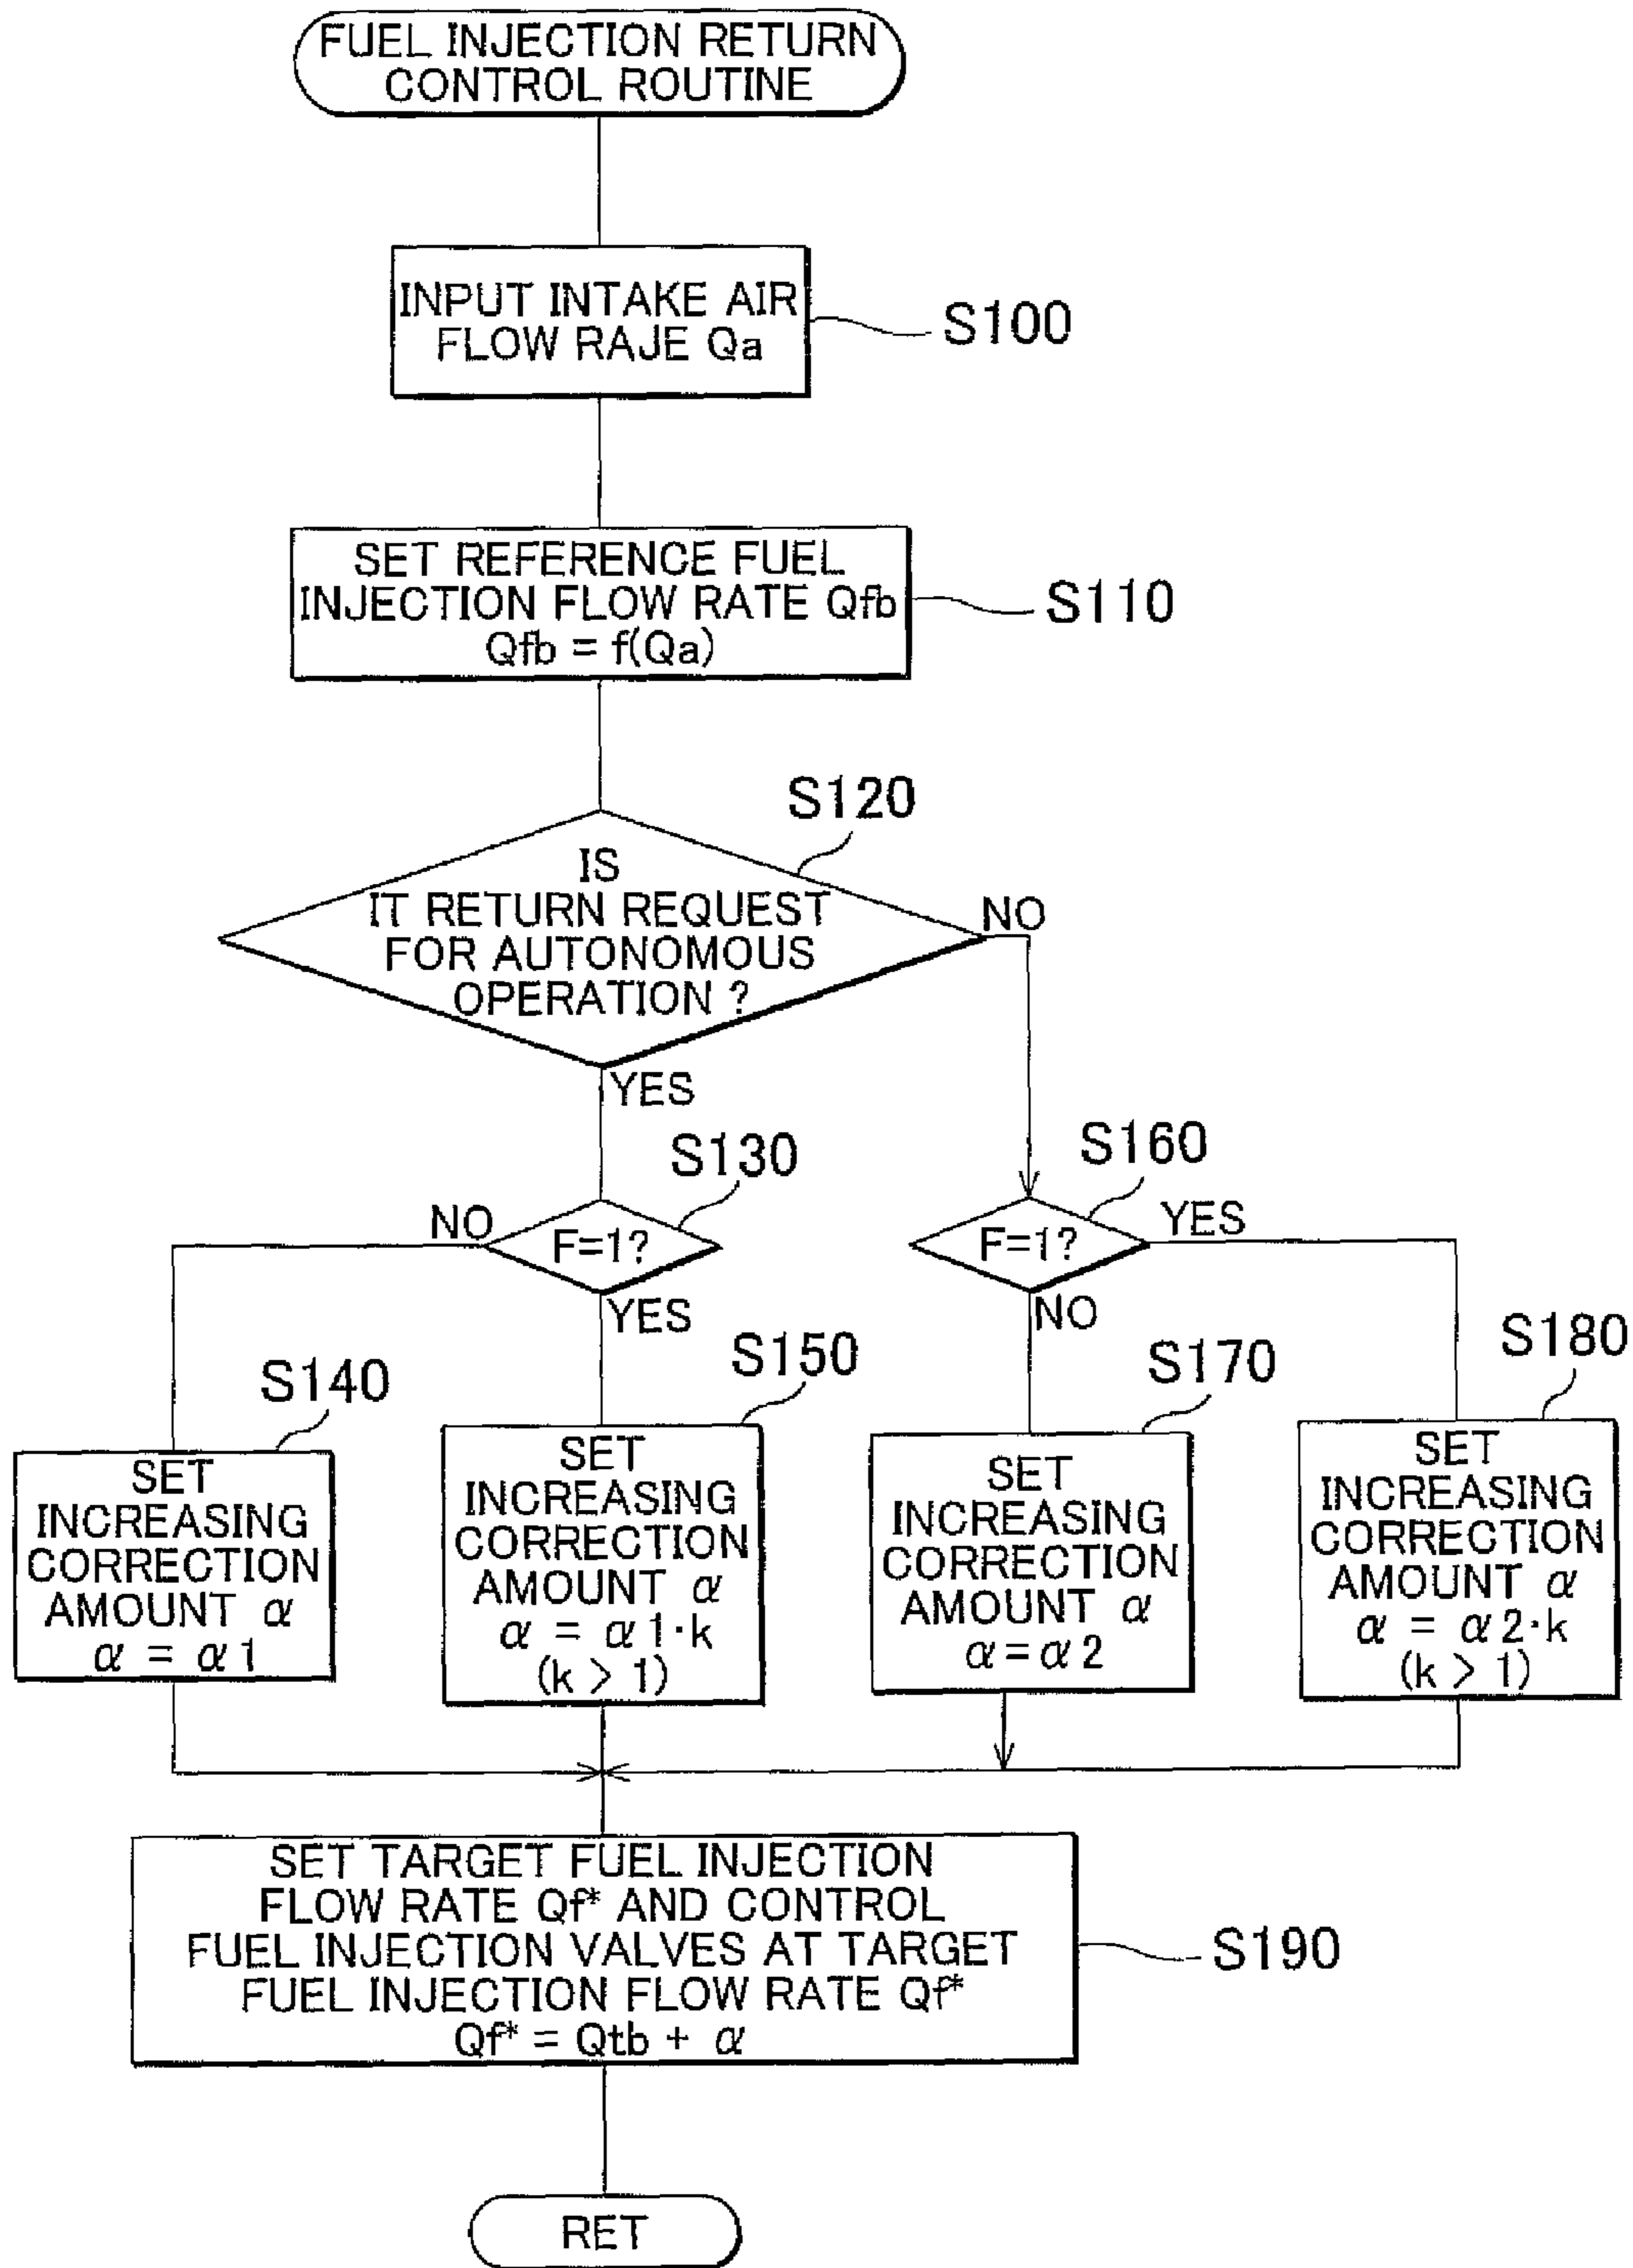 FUEL INJECTION RETURN
CONTROL ROUTINE
INPUT INTAKE AIR
FLOW RAJE Qa
S100
SET REFERENCE FUEL
INJECTION FLOW RATE Qfb
Qfb = f(Qa)
S110
S120
IS
IT RETURN REQUEST
FOR AUTONOMOUS
OPERATION ?
NO
YES
S130
NO
F=1?
YES
S160
F=1?
YES
NO
S140
SET
INCREASING
CORRECTION
AMOUNT α
α = α1
S150
SET
INCREASING
CORRECTION
AMOUNT α
α = α1·k
(k > 1)
S170
SET
INCREASING
CORRECTION
AMOUNT α
α=α2
S180
SET
INCREASING
CORRECTION
AMOUNT α
α = α2·k
(k > 1)
SET TARGET FUEL INJECTION
FLOW RATE Qf* AND CONTROL
FUEL INJECTION VALVES AT TARGET
FUEL INJECTION FLOW RATE Qf*
Qf* = Qtb + α
S190
RET